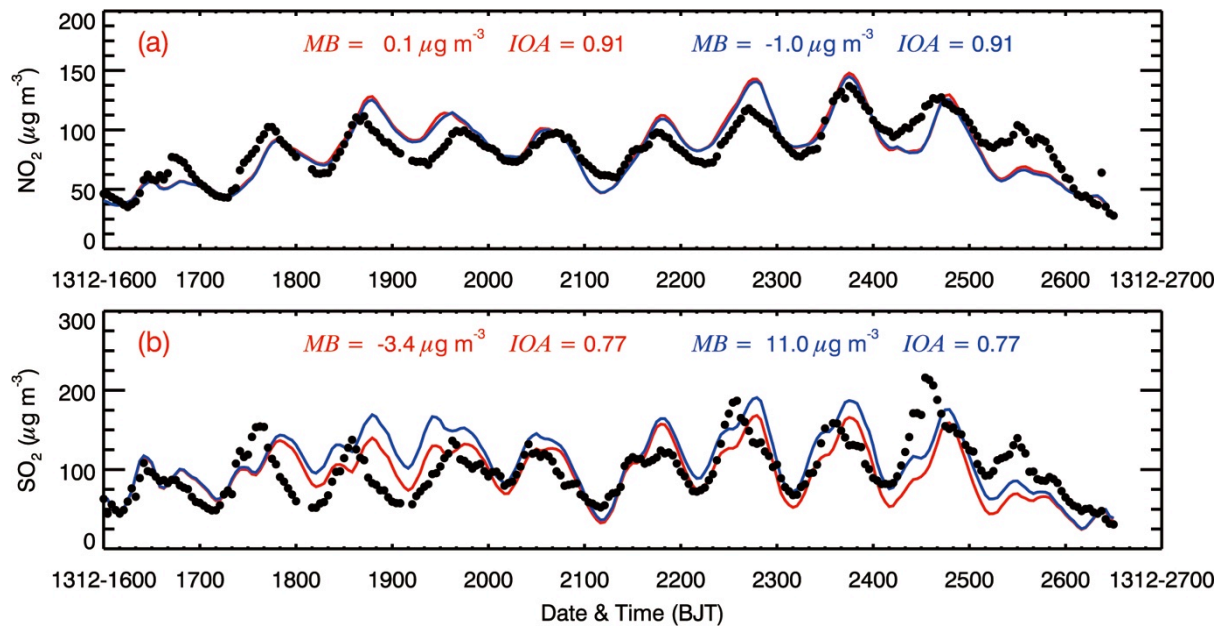 200
(a) MB = 0.1 µg m⁻³ IOA = 0.91 MB = -1.0 µg m⁻³ IOA = 0.91
150
NO₂ (µg m⁻³)
100
50
0
1312-1600 1700 1800 1900 2000 2100 2200 2300 2400 2500 2600 1312-2700
300
(b) MB = -3.4 µg m⁻³ IOA = 0.77 MB = 11.0 µg m⁻³ IOA = 0.77
200
SO₂ (µg m⁻³)
100
0
1312-1600 1700 1800 1900 2000 2100 2200 2300 2400 2500 2600 1312-2700
Date & Time (BJT)